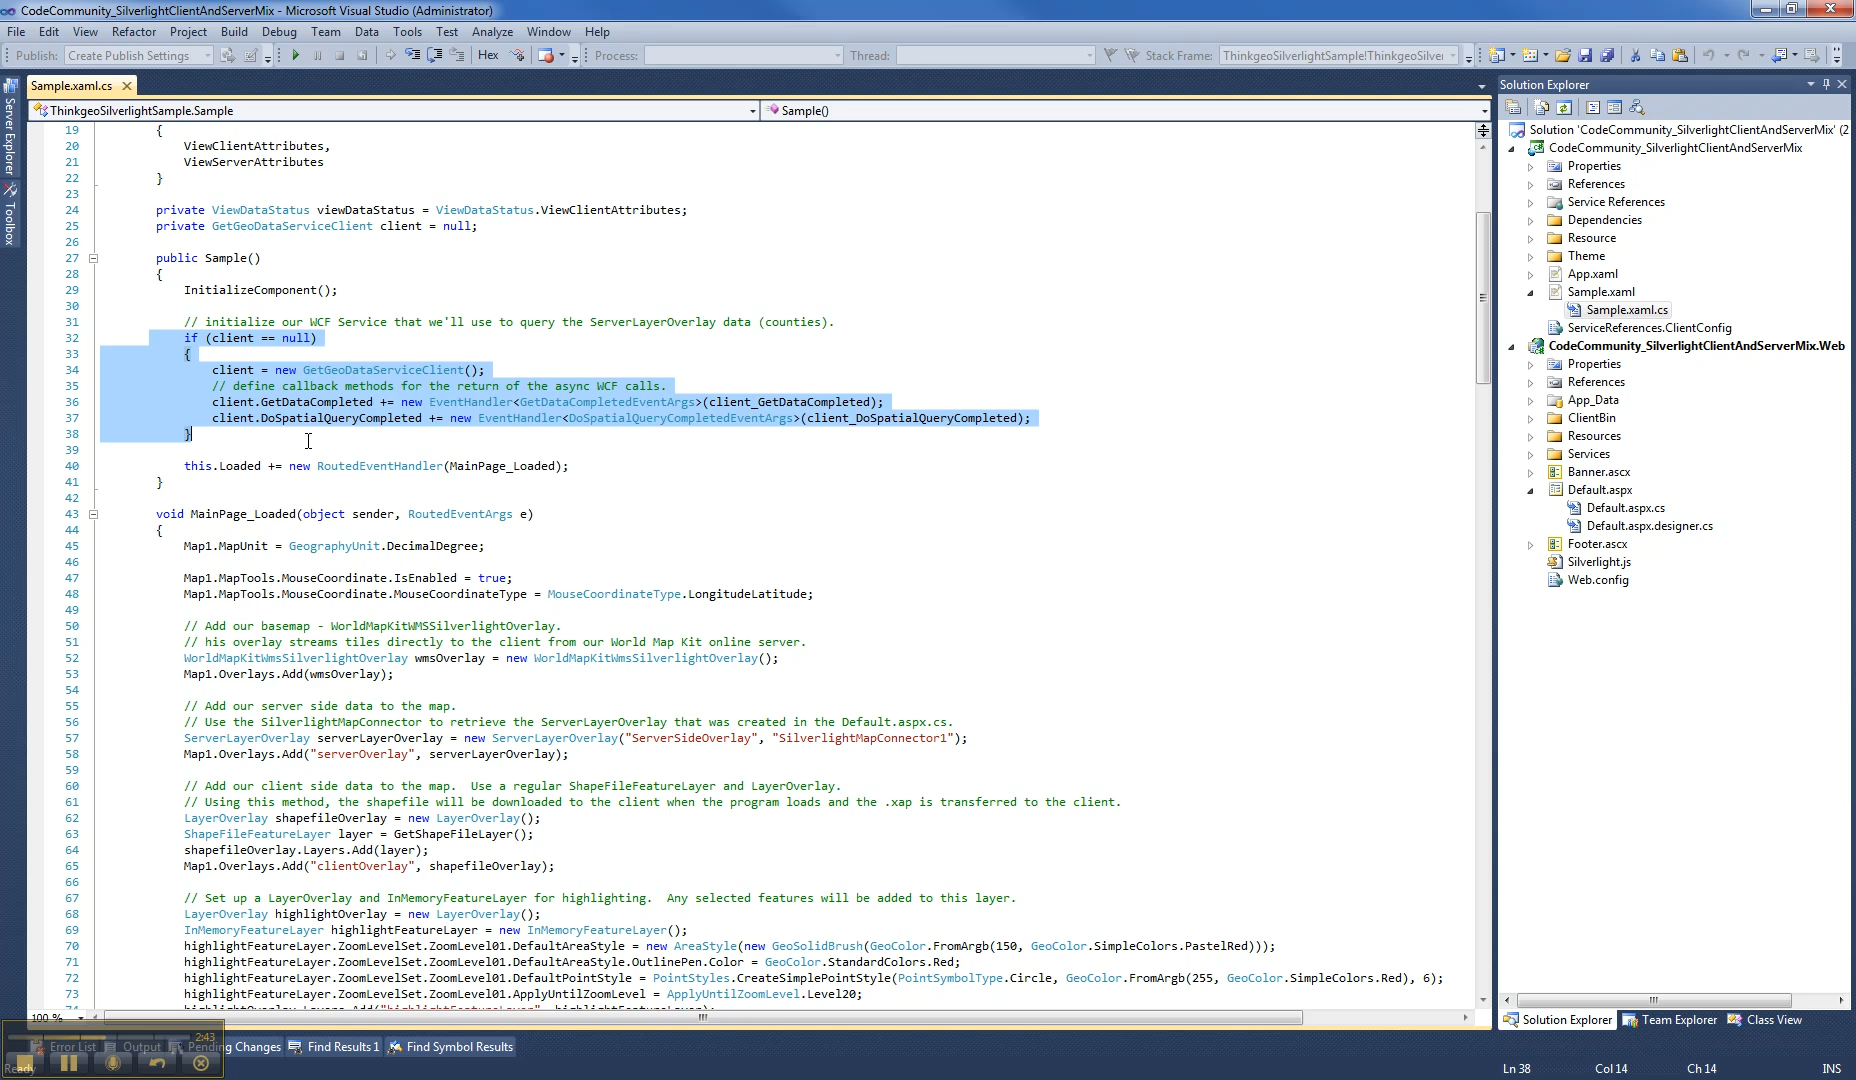 CodeCommunity_SilverlightClientAndServerMix - Microsoft Visual Studio (Administrator)
File Edit View Refactor Project Build Debug Team Data Tools Test Analyze Window Help
Publish: Create Publish Settings Hex Process: Thread: Stack Frame: ThinkgeoSilverlightSample!ThinkgeoSilver
Server Explorer
Toolbox
Sample.xaml.cs
ThinkgeoSilverlightSample.Sample Sample()
19 {
20 ViewClientAttributes,
21 ViewServerAttributes
22 }
23
24 private ViewDataStatus viewDataStatus = ViewDataStatus.ViewClientAttributes;
25 private GetGeoDataServiceClient client = null;
26
27 public Sample()
28 {
29 InitializeComponent();
30
31 // initialize our WCF Service that we'll use to query the ServerLayerOverlay data (counties).
32 if (client == null)
33 {
34 client = new GetGeoDataServiceClient();
35 // define callback methods for the return of the async WCF calls.
36 client.GetDataCompleted += new EventHandler<GetDataCompletedEventArgs>(client_GetDataCompleted);
37 client.DoSpatialQueryCompleted += new EventHandler<DoSpatialQueryCompletedEventArgs>(client_DoSpatialQueryCompleted);
38 }
39
40 this.Loaded += new RoutedEventHandler(MainPage_Loaded);
41 }
42
43 void MainPage_Loaded(object sender, RoutedEventArgs e)
44 {
45 Map1.MapUnit = GeographyUnit.DecimalDegree;
46
47 Map1.MapTools.MouseCoordinate.IsEnabled = true;
48 Map1.MapTools.MouseCoordinate.MouseCoordinateType = MouseCoordinateType.LongitudeLatitude;
49
50 // Add our basemap - WorldMapKitWMSSilverlightOverlay.
51 // his overlay streams tiles directly to the client from our World Map Kit online server.
52 WorldMapKitWmsSilverlightOverlay wmsOverlay = new WorldMapKitWmsSilverlightOverlay();
53 Map1.Overlays.Add(wmsOverlay);
54
55 // Add our server side data to the map.
56 // Use the SilverlightMapConnector to retrieve the ServerLayerOverlay that was created in the Default.aspx.cs.
57 ServerLayerOverlay serverLayerOverlay = new ServerLayerOverlay("ServerSideOverlay", "SilverlightMapConnector1");
58 Map1.Overlays.Add("serverOverlay", serverLayerOverlay);
59
60 // Add our client side data to the map.  Use a regular ShapeFileFeatureLayer and LayerOverlay.
61 // Using this method, the shapefile will be downloaded to the client when the program loads and the .xap is transferred to the client.
62 LayerOverlay shapefileOverlay = new LayerOverlay();
63 ShapeFileFeatureLayer layer = GetShapeFileLayer();
64 shapefileOverlay.Layers.Add(layer);
65 Map1.Overlays.Add("clientOverlay", shapefileOverlay);
66
67 // Set up a LayerOverlay and InMemoryFeatureLayer for highlighting.  Any selected features will be added to this layer.
68 LayerOverlay highlightOverlay = new LayerOverlay();
69 InMemoryFeatureLayer highlightFeatureLayer = new InMemoryFeatureLayer();
70 highlightFeatureLayer.ZoomLevelSet.ZoomLevel01.DefaultAreaStyle = new AreaStyle(new GeoSolidBrush(GeoColor.FromArgb(150, GeoColor.SimpleColors.PastelRed)));
71 highlightFeatureLayer.ZoomLevelSet.ZoomLevel01.DefaultAreaStyle.OutlinePen.Color = GeoColor.StandardColors.Red;
72 highlightFeatureLayer.ZoomLevelSet.ZoomLevel01.DefaultPointStyle = PointStyles.CreateSimplePointStyle(PointSymbolType.Circle, GeoColor.FromArgb(255, GeoColor.SimpleColors.Red), 6);
73 highlightFeatureLayer.ZoomLevelSet.ZoomLevel01.ApplyUntilZoomLevel = ApplyUntilZoomLevel.Level20;
100 %
Solution Explorer
Solution 'CodeCommunity_SilverlightClientAndServerMix' (2
CodeCommunity_SilverlightClientAndServerMix
Properties
References
Service References
Dependencies
Resource
Theme
App.xaml
Sample.xaml
Sample.xaml.cs
ServiceReferences.ClientConfig
CodeCommunity_SilverlightClientAndServerMix.Web
Properties
References
App_Data
ClientBin
Resources
Services
Banner.ascx
Default.aspx
Default.aspx.cs
Default.aspx.designer.cs
Footer.ascx
Silverlight.js
Web.config
Solution Explorer Team Explorer Class View
2:43
Error List Output Pending Changes Find Results 1 Find Symbol Results
Ready Ln 38 Col 14 Ch 14 INS